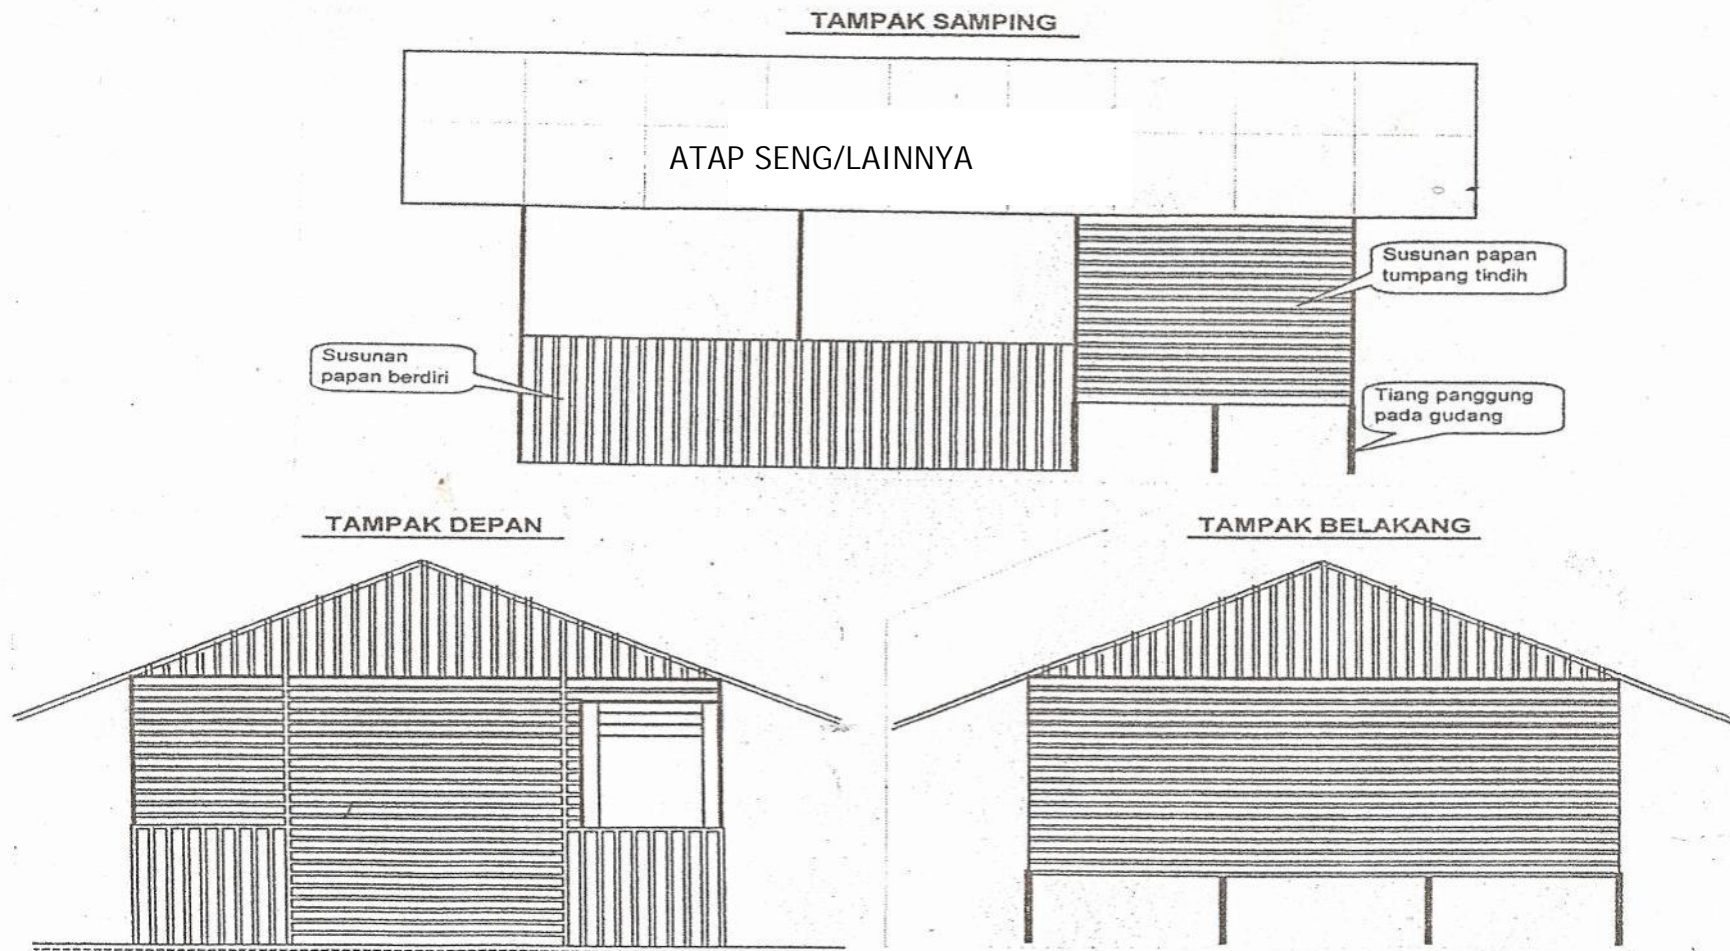 TAMPAK SAMPING
ATAP SENG/LAINNYA
Susunan papan
tumpang tindih
Susunan
papan berdiri
Tiang panggung
pada gudang
TAMPAK DEPAN
TAMPAK BELAKANG